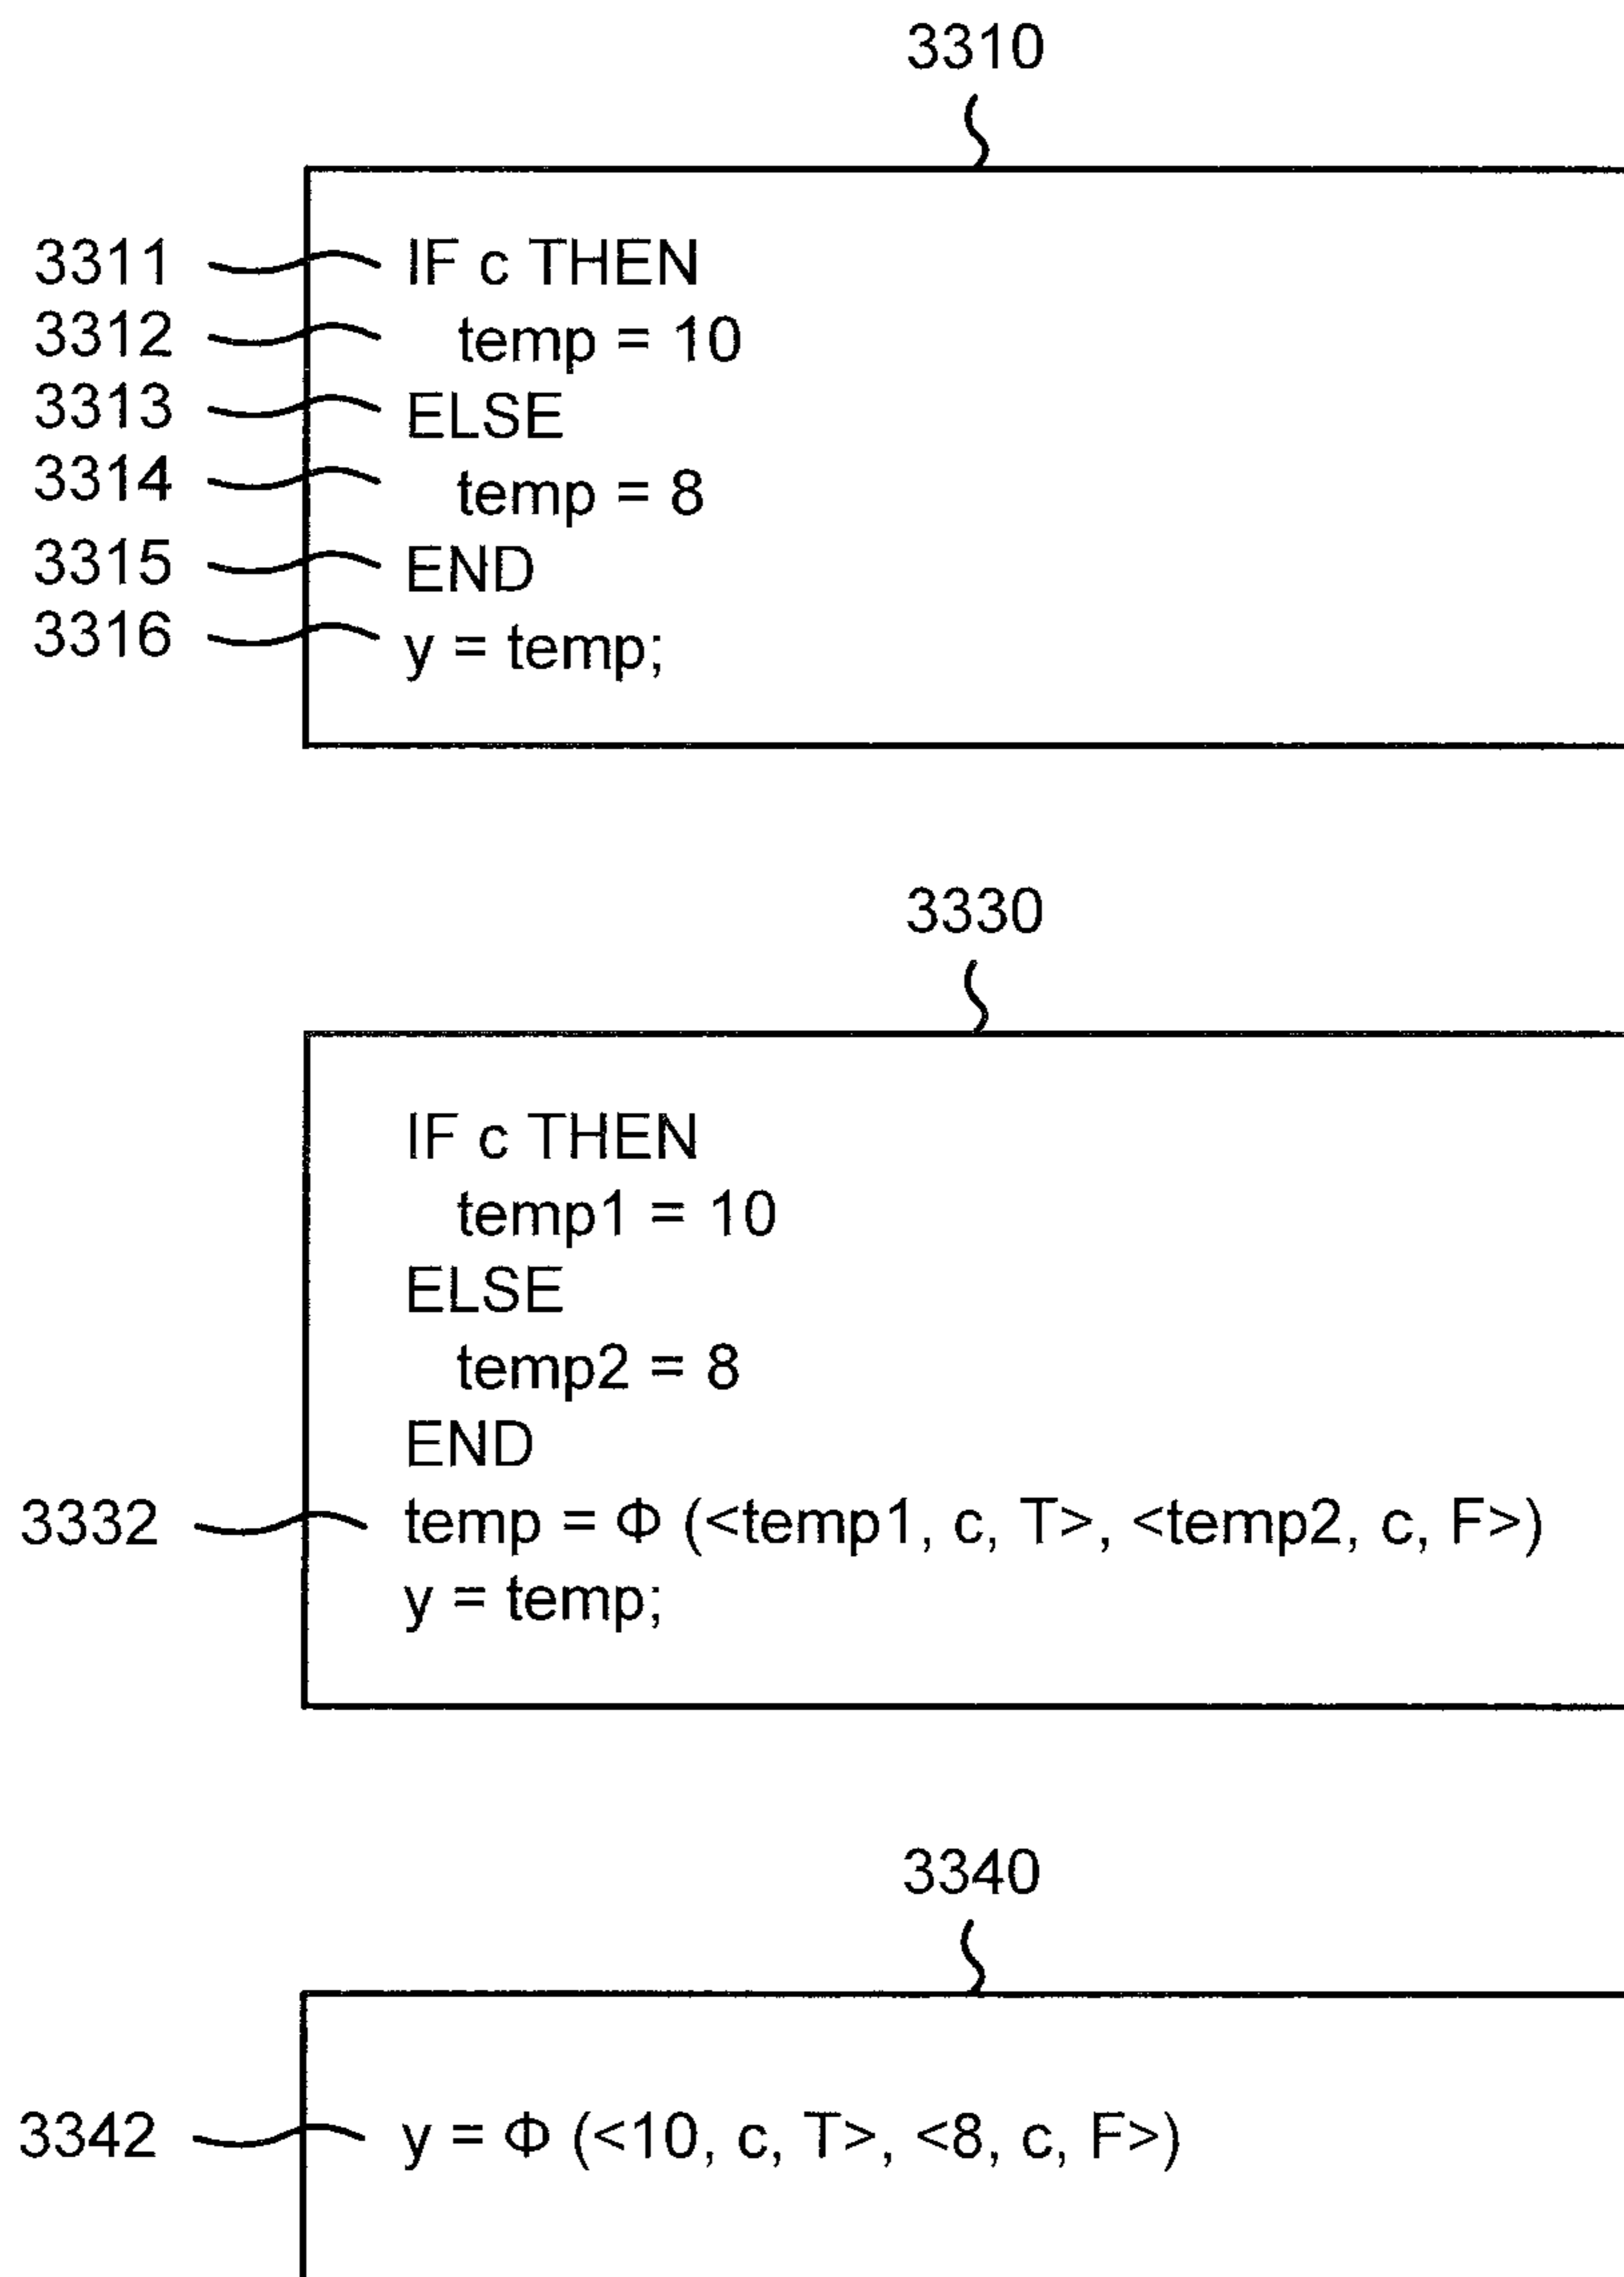 3310
3311 IF c THEN
3312 temp = 10
3313 ELSE
3314 temp = 8
3315 END
3316 y = temp;
3330
IF c THEN
temp1 = 10
ELSE
temp2 = 8
END
3332 temp = Φ (<temp1, c, T>, <temp2, c, F>)
y = temp;
3340
3342 y = Φ (<10, c, T>, <8, c, F>)